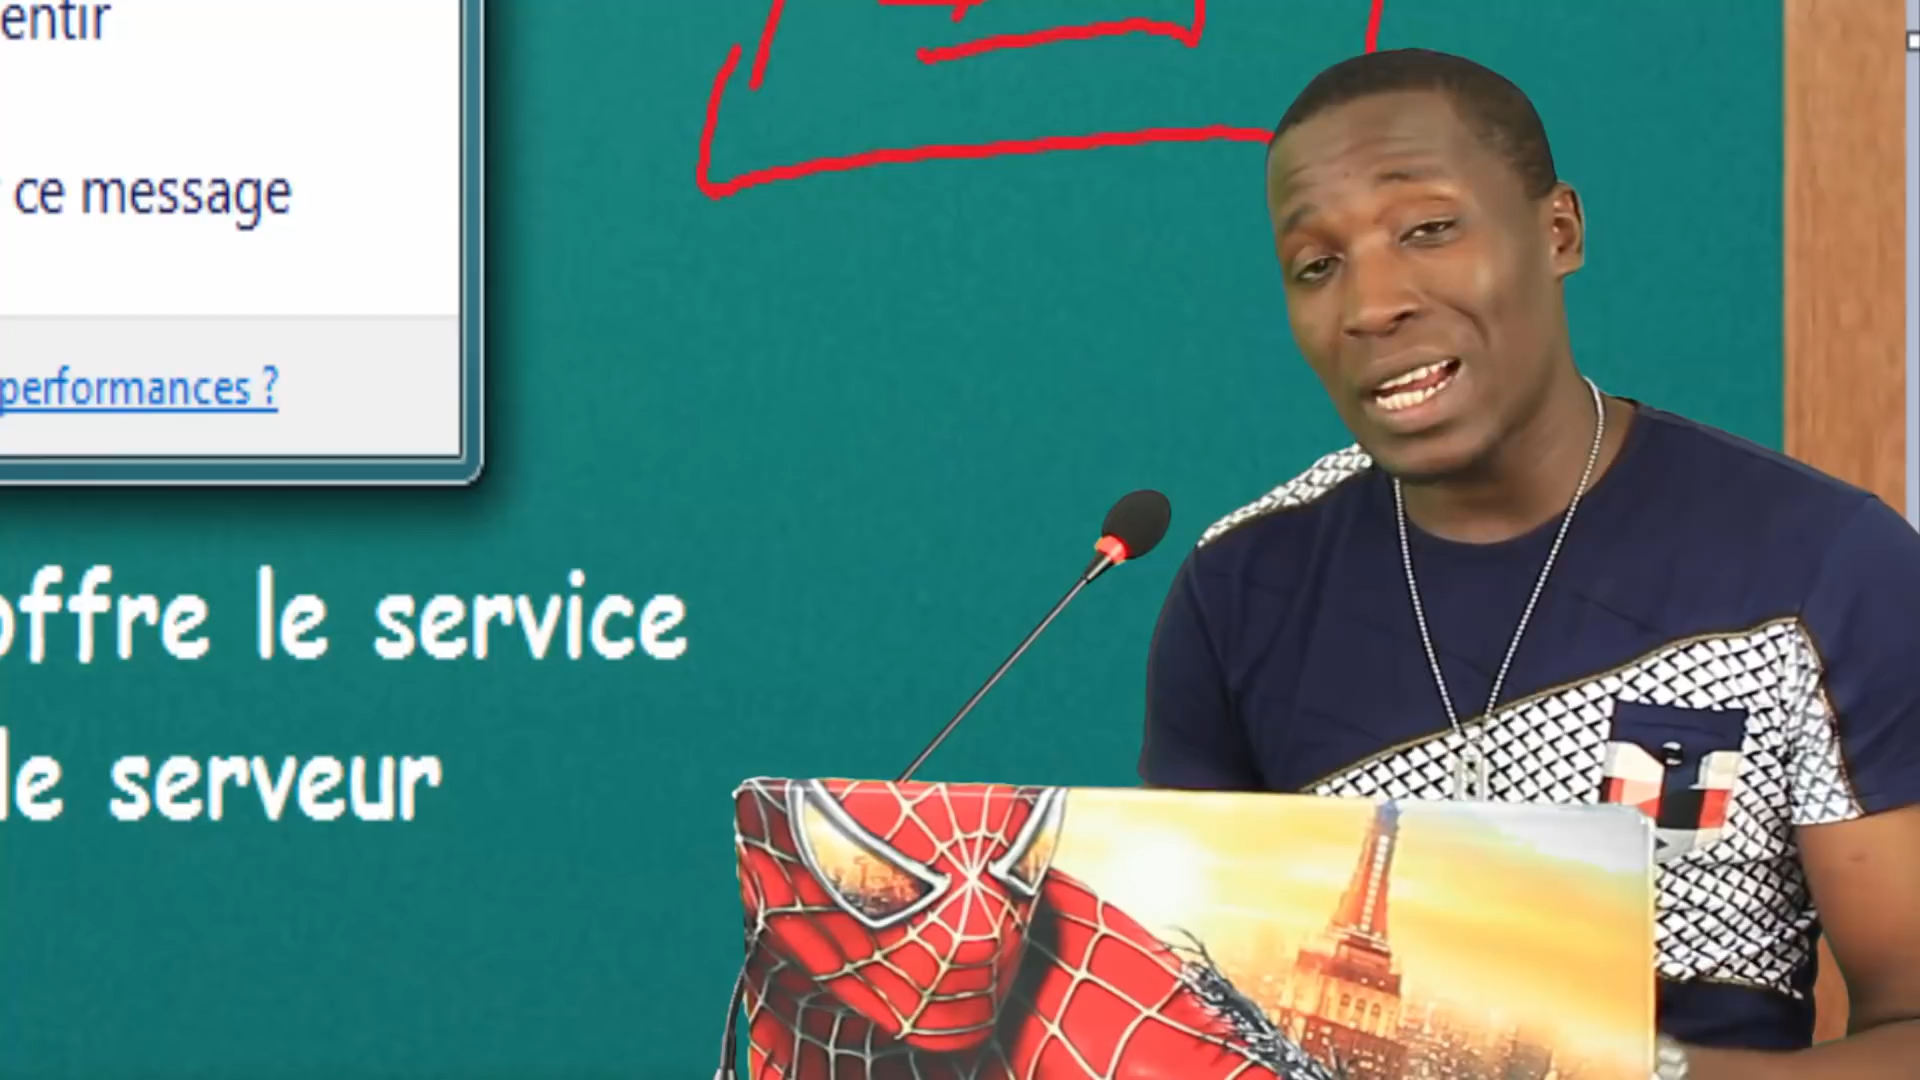 entir
ce message
performances ?
offre le service
le serveur